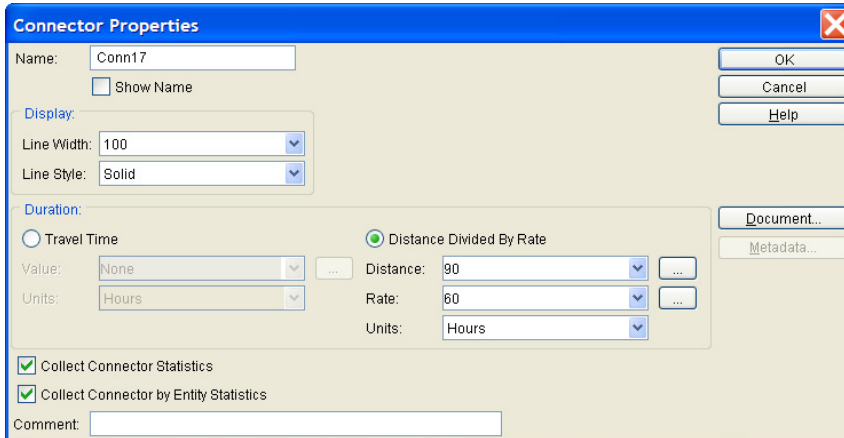 Connector Properties
Name: Conn17
OK
Show Name
Cancel
Display:
Help
Line Width: 100
Line Style: Solid
Duration:
Document...
Travel Time
Distance Divided By Rate
Metadata...
Value: None ...
Distance: 90 ...
Units: Hours
Rate: 60 ...
Units: Hours
Collect Connector Statistics
Collect Connector by Entity Statistics
Comment: